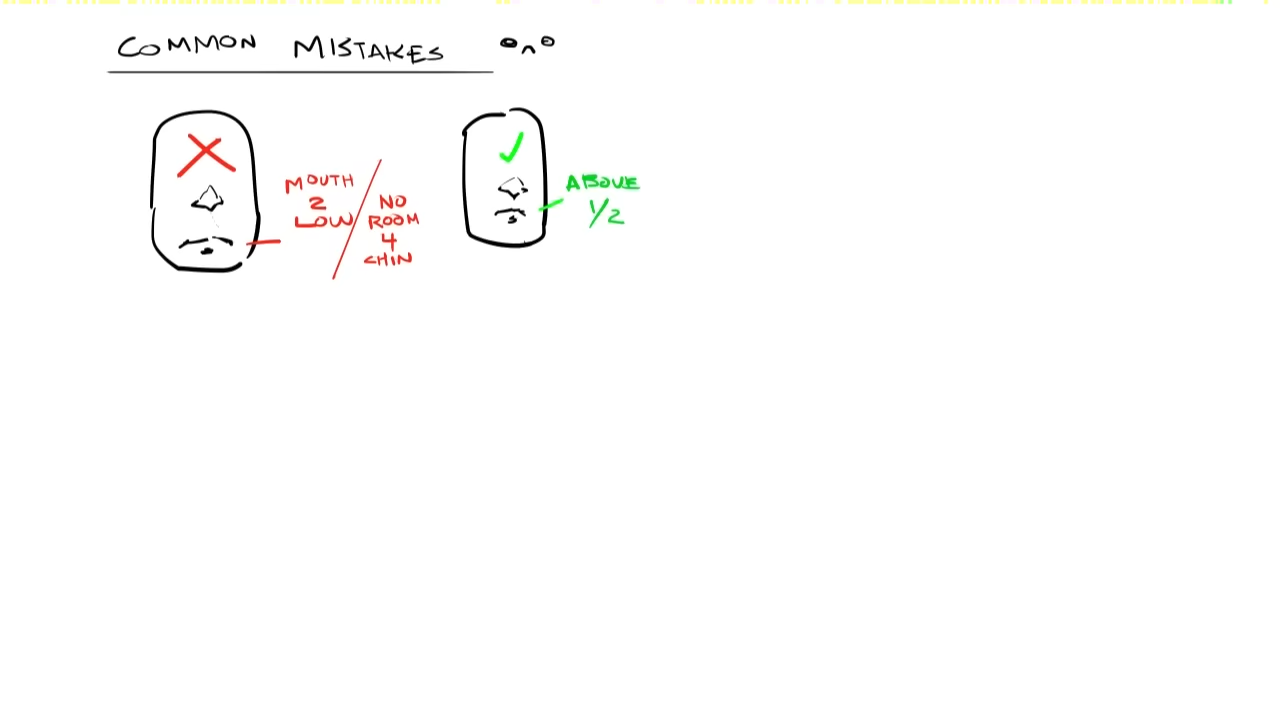 COMMON MISTAKES
MOUTH
2
LOW
NO
ROOM
4
CHIN
ABOVE
1/2